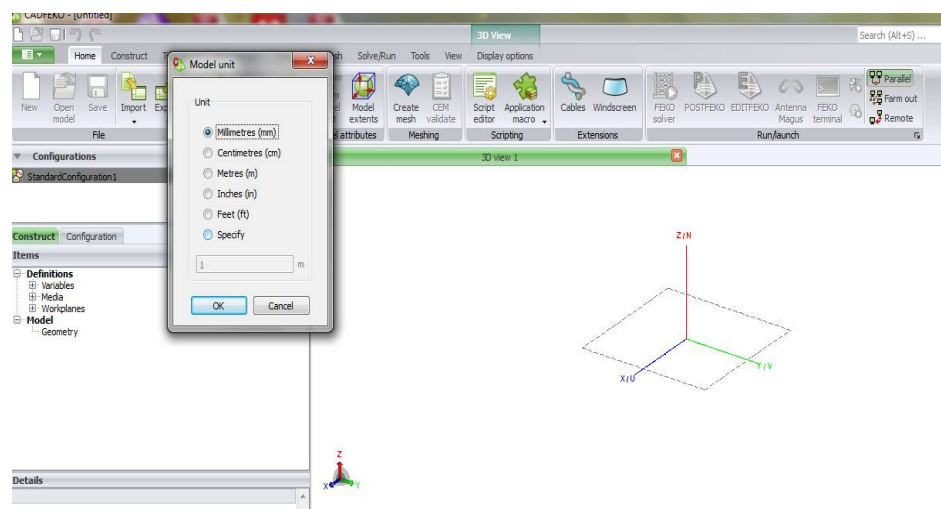 CADFEKO - [Untitled]
3D View
Search (Alt+S) ...
Home Construct Solve/Run Tools View Display options
Model unit
New Open model Save Import
Model extents
Create mesh CEM validate
Script editor Application macro
Cables Windscreen
FEKO solver POSTFEKO EDITFEKO Antenna Magus FEKO terminal
Parallel
Farm out
Remote
File
attributes Meshing Scripting Extensions Run/launch
Unit
Millimetres (mm)
Centimetres (cm)
Metres (m)
Inches (in)
Feet (ft)
Specify
1 m
OK Cancel
Configurations
StandardConfiguration1
3D view 1
Construct Configuration
Items
Definitions
Variables
Media
Workplanes
Model
Geometry
Z/N
X/U
Y/V
Z
X
Y
Details